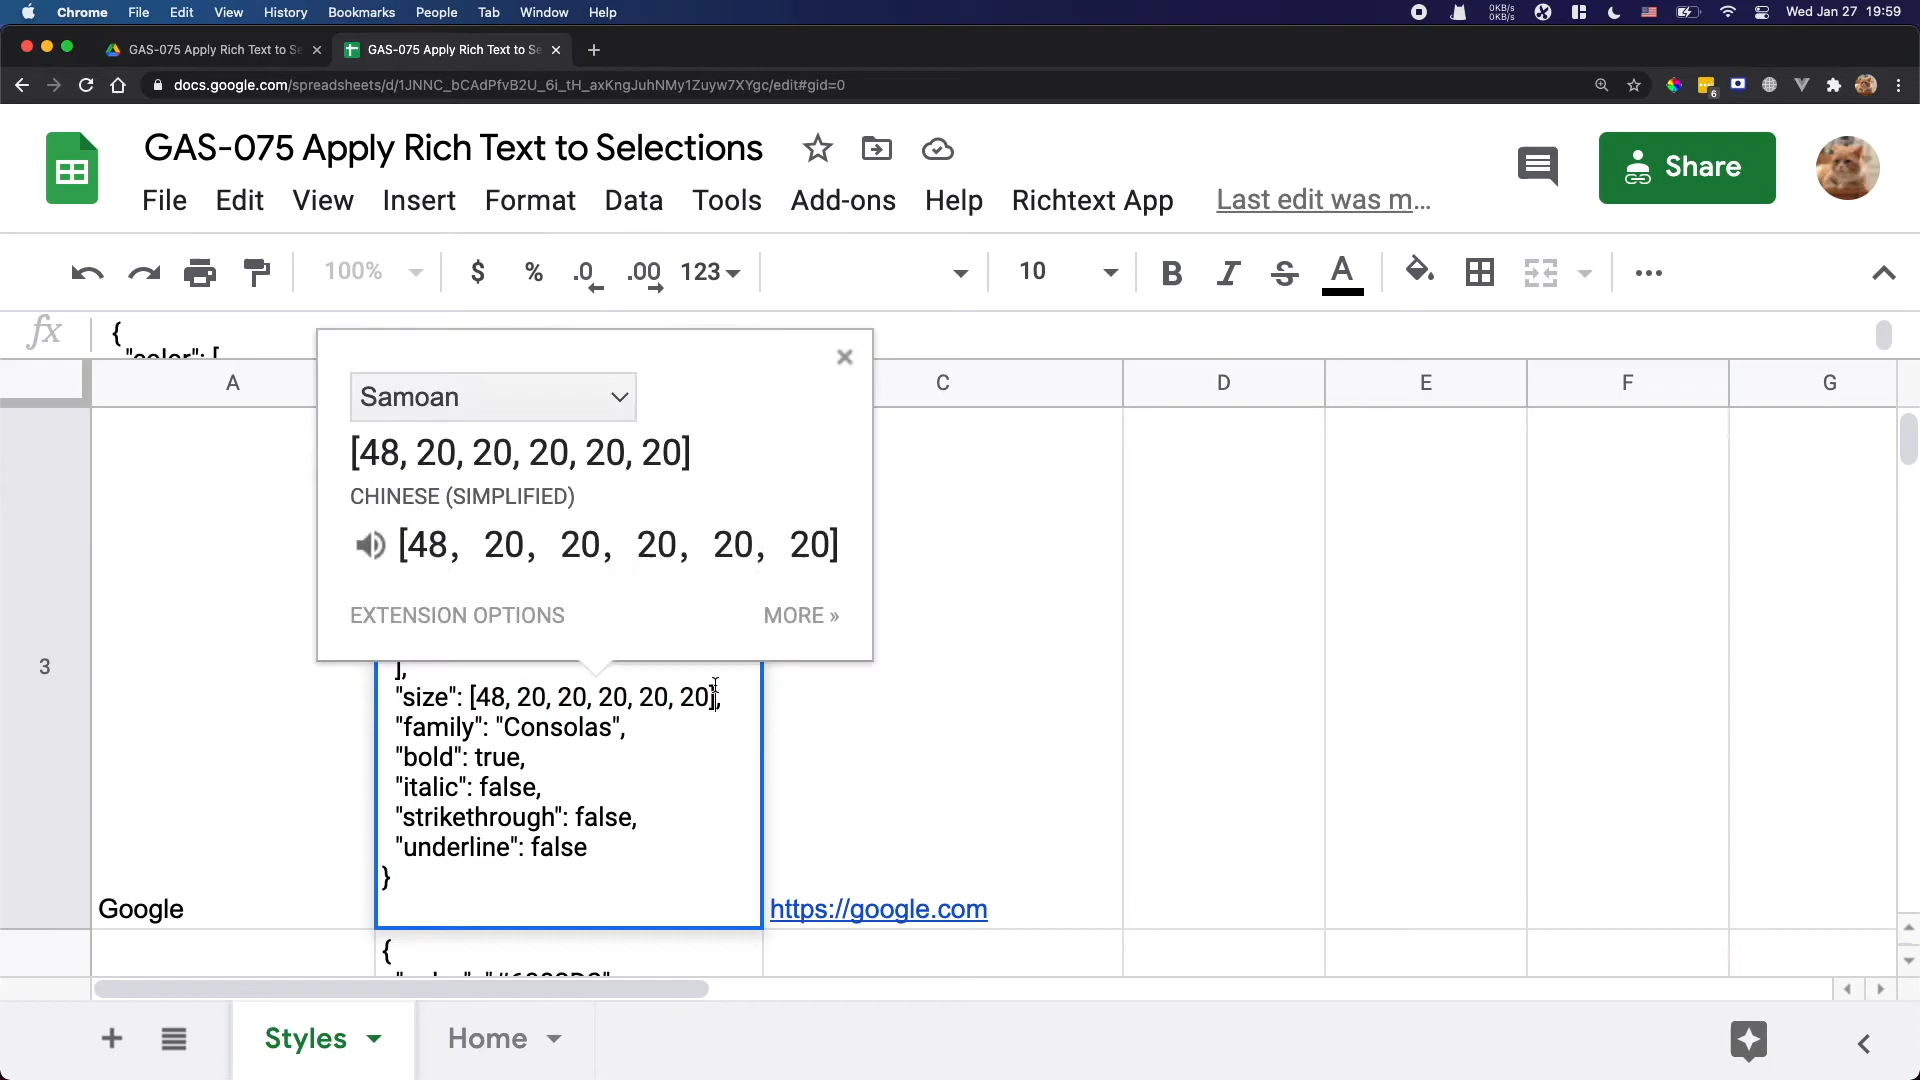 Chrome File Edit View History Bookmarks People Tab Window Help 0KB/s 0KB/s Wed Jan 27 19:59
GAS-075 Apply Rich Text to Se GAS-075 Apply Rich Text to Se
docs.google.com/spreadsheets/d/1JNNC_bCAdPfvB2U_6i_tH_axKngJuhNMy1Zuyw7XYgc/edit#gid=0 6
GAS-075 Apply Rich Text to Selections
Share
File Edit View Insert Format Data Tools Add-ons Help Richtext App Last edit was m...
100% $ % .0 .00 123 10 B I S A
fx {
"color": [
A C D E F G
Samoan
[48, 20, 20, 20, 20, 20]
CHINESE (SIMPLIFIED)
[48, 20, 20, 20, 20, 20]
EXTENSION OPTIONS MORE »
3
],
"size": [48, 20, 20, 20, 20, 20],
"family": "Consolas",
"bold": true,
"italic": false,
"strikethrough": false,
"underline": false
}
Google https://google.com
{
Styles Home